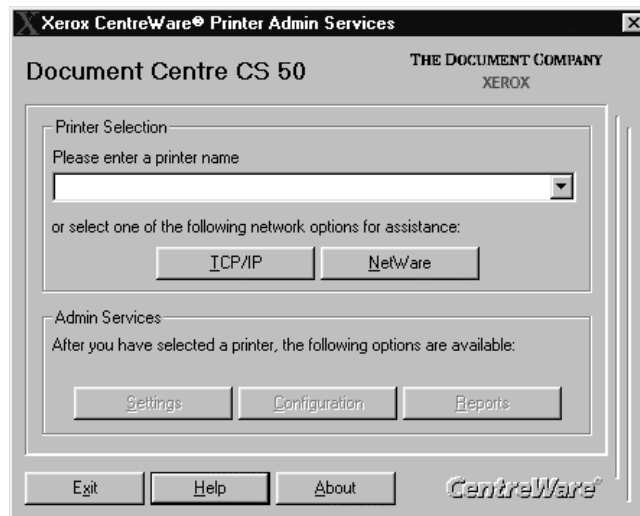 X Xerox CentreWare® Printer Admin Services
Document Centre CS 50
THE DOCUMENT COMPANY
XEROX
Printer Selection
Please enter a printer name
or select one of the following network options for assistance:
TCP/IP NetWare
Admin Services
After you have selected a printer, the following options are available:
Settings Configuration Reports
Exit Help About CentreWare®